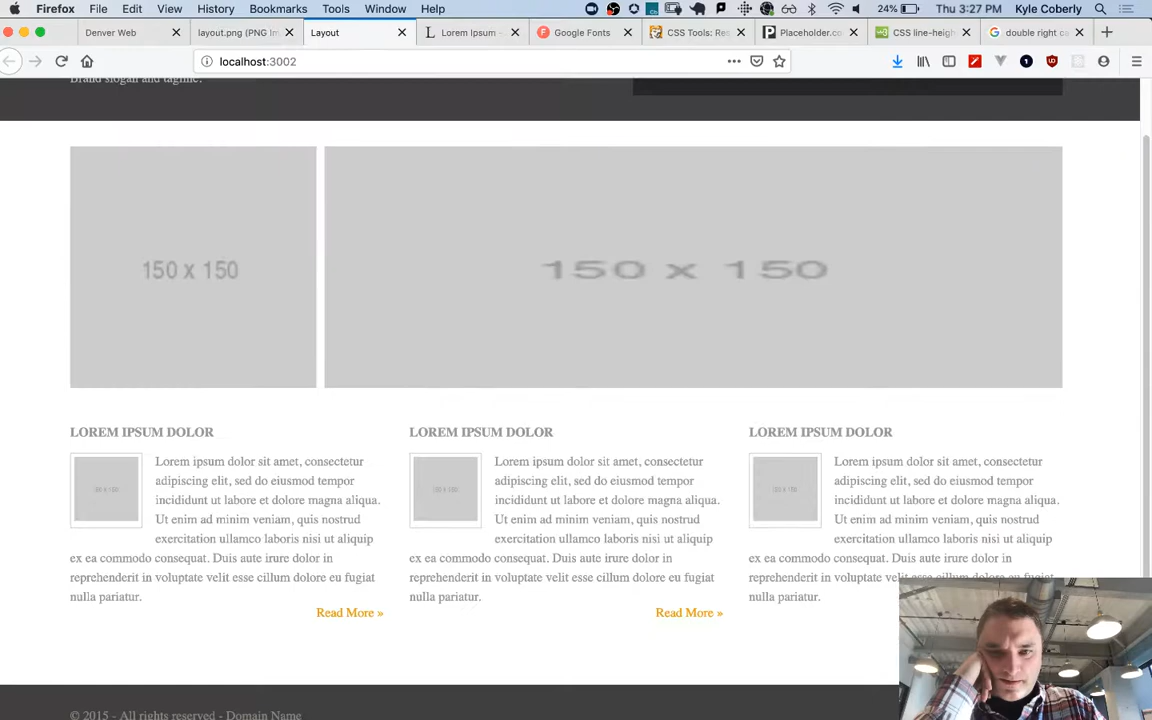 Firefox File Edit View History Bookmarks Tools Window Help 24% Thu 3:27 PM Kyle Coberly
Denver Web layout.png (PNG Im Layout Lorem Ipsum - Google Fonts CSS Tools: Res Placeholder.co CSS line-heigh double right
localhost:3002
Brand slogan and tagline.
150 x 150 150 x 150
LOREM IPSUM DOLOR LOREM IPSUM DOLOR LOREM IPSUM DOLOR
150 x 150
Lorem ipsum dolor sit amet, consectetur
adipiscing elit, sed do eiusmod tempor
incididunt ut labore et dolore magna aliqua.
Ut enim ad minim veniam, quis nostrud
exercitation ullamco laboris nisi ut aliquip
ex ea commodo consequat. Duis aute irure dolor in
reprehenderit in voluptate velit esse cillum dolore eu fugiat
nulla pariatur.
Read More »
150 x 150
Lorem ipsum dolor sit amet, consectetur
adipiscing elit, sed do eiusmod tempor
incididunt ut labore et dolore magna aliqua.
Ut enim ad minim veniam, quis nostrud
exercitation ullamco laboris nisi ut aliquip
ex ea commodo consequat. Duis aute irure dolor in
reprehenderit in voluptate velit esse cillum dolore eu fugiat
nulla pariatur.
Read More »
150 x 150
Lorem ipsum dolor sit amet, consectetur
adipiscing elit, sed do eiusmod tempor
incididunt ut labore et dolore magna aliqua.
Ut enim ad minim veniam, quis nostrud
exercitation ullamco laboris nisi ut aliquip
ex ea commodo consequat. Duis aute irure dolor in
reprehenderit in voluptate velit esse cillum dolore eu fugiat
nulla pariatur.
© 2015 - All rights reserved - Domain Name